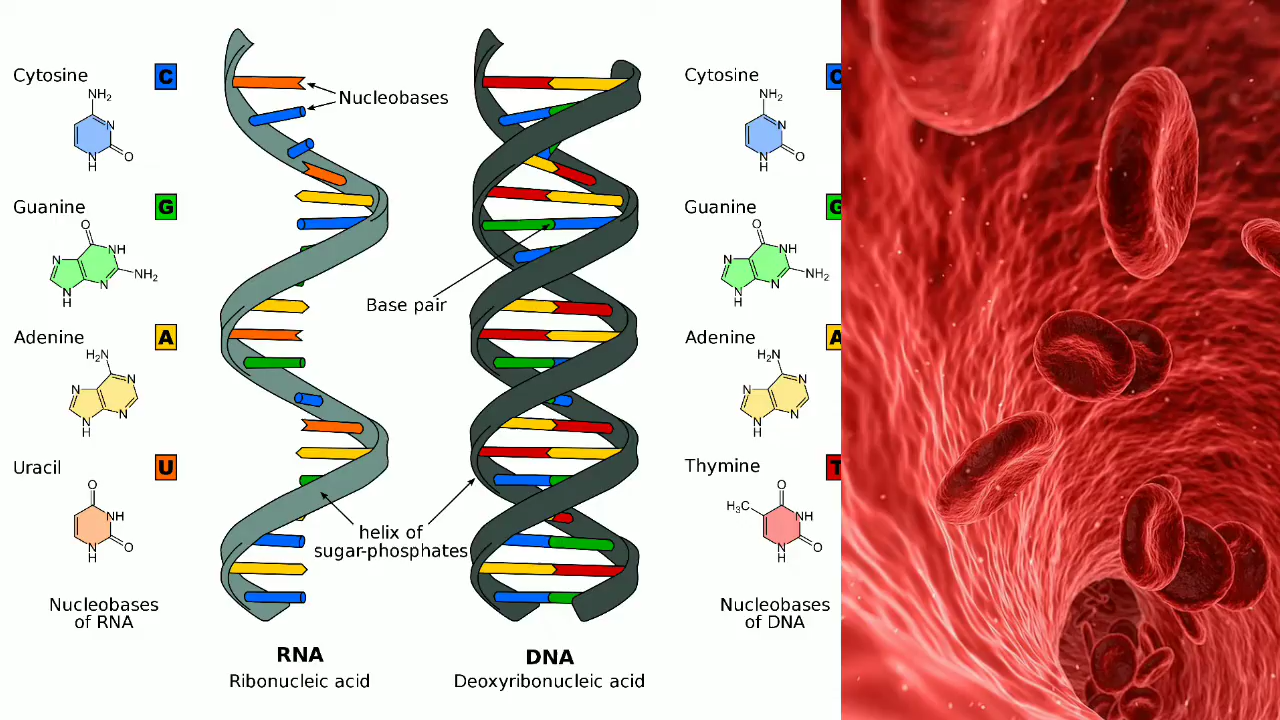 Cytosine
C
NH₂
N
N
H
O
Guanine
G
O
N
NH
N
H
N
NH₂
Adenine
A
H₂N
N
N
N
H
N
Uracil
U
O
NH
N
H
O
Nucleobases
of RNA
Nucleobases
Base pair
helix of
sugar-phosphates
RNA
Ribonucleic acid
DNA
Deoxyribonucleic acid
Cytosine
C
NH₂
N
N
H
O
Guanine
G
O
N
NH
N
H
N
NH₂
Adenine
A
H₂N
N
N
N
H
N
Thymine
T
O
H₃C
NH
N
H
O
Nucleobases
of DNA